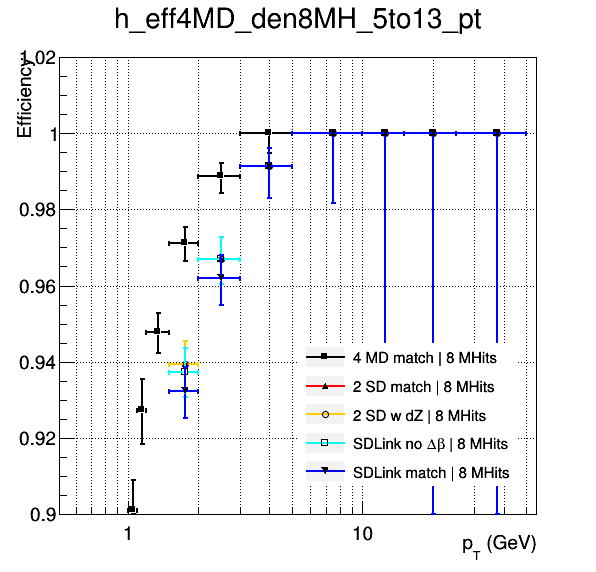 h_eff4MD_den8MH_5to13_pt
Efficiency
1.02
1
0.98
0.96
0.94
0.92
0.9
4 MD match | 8 MHits
2 SD match | 8 MHits
2 SD w dZ | 8 MHits
SDLink no Δβ | 8 MHits
SDLink match | 8 MHits
1
10
p_T (GeV)